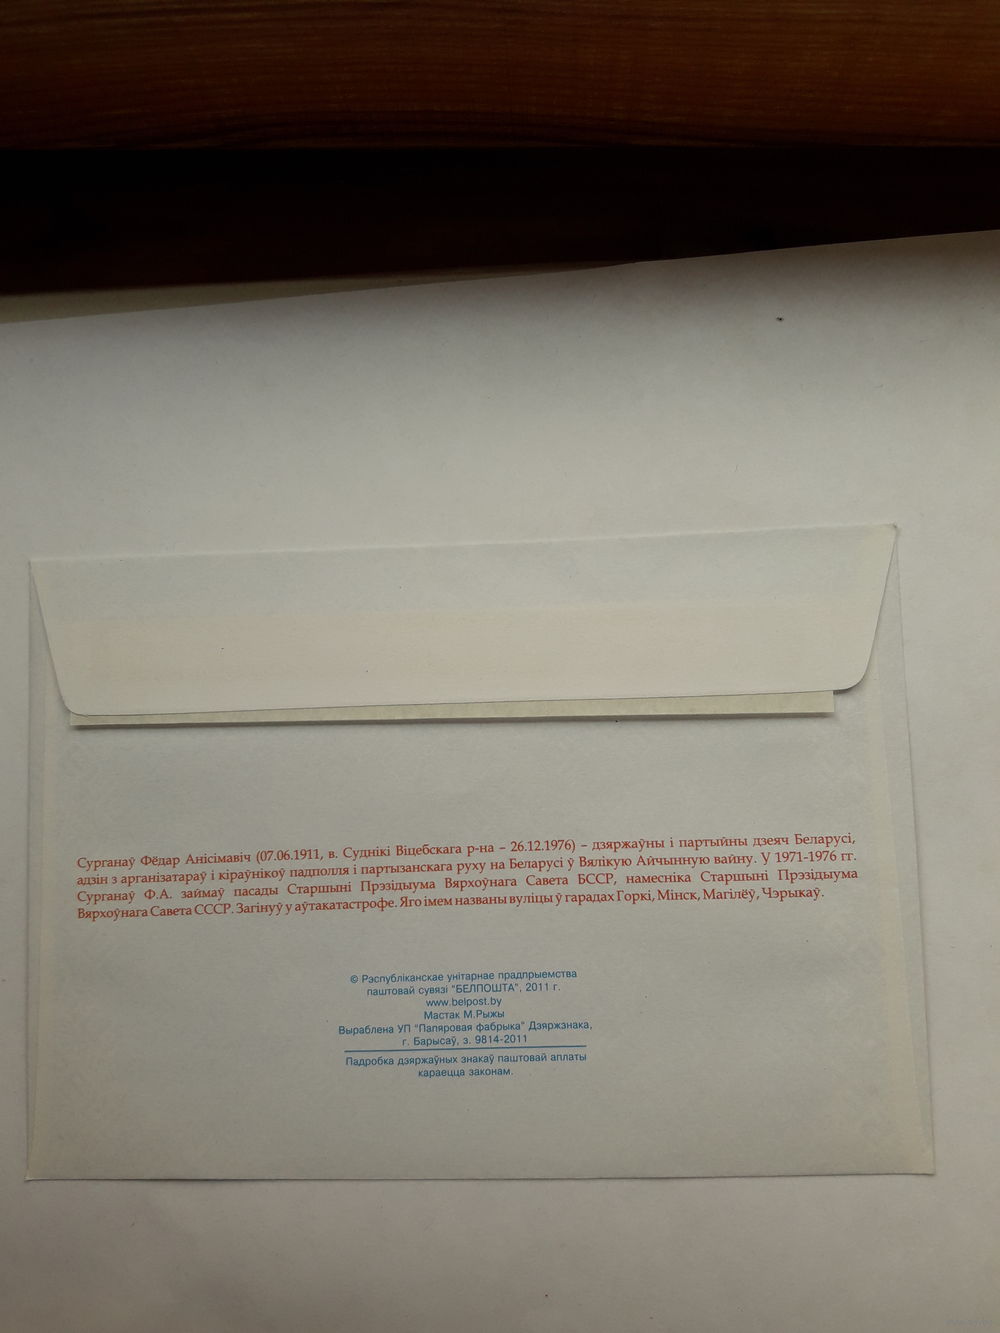 Сурганаў Фёдар Анісімавіч (07.06.1911, в. Суднікі Віцебскага р-на – 26.12.1976) – дзяржаўны і партыйны дзеяч Беларусі,
адзін з арганізатараў і кіраўнікоў падполля і партызанскага руху на Беларусі ў Вялікую Айчынную вайну. У 1971-1976 гг.
Сурганаў Ф.А. займаў пасады Старшыні Прэзідыума Вярхоўнага Савета БССР, намесніка Старшыні Прэзідыума
Вярхоўнага Савета СССР. Загінуў у аўтакатастрофе. Яго імем названы вуліцы ў гарадах Горкі, Мінск, Магілёў, Чэрыкаў.
© Рэспубліканскае унітарнае прадпрыемства
паштовай сувязі "БЕЛПОШТА", 2011 г.
www.belpost.by
Мастак М.Рыжы
Выраблена УП "Папяровая фабрыка" Дзяржзнака,
г. Барысаў, з. 9814-2011
Падробка дзяржаўных знакаў паштовай аплаты
караецца законам.